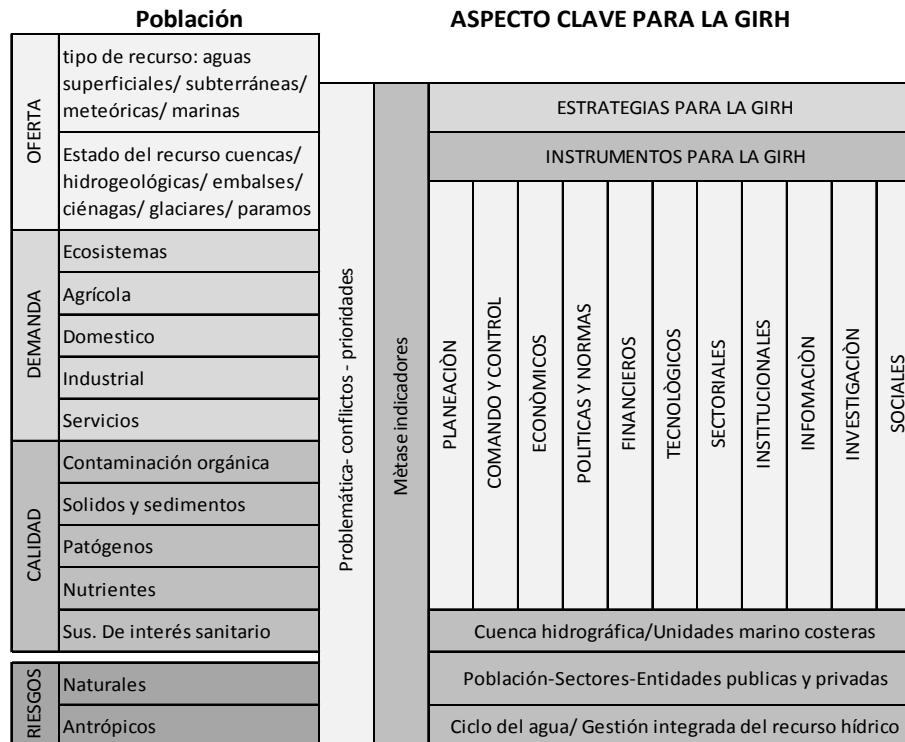 Población
ASPECTO CLAVE PARA LA GIRH
OFERTA
tipo de recurso: aguas
superficiales/ subterráneas/
meteóricas/ marinas
Estado del recurso cuencas/
hidrogeológicas/ embalses/
ciénagas/ glaciares/ paramos
DEMANDA
Ecosistemas
Agrícola
Domestico
Industrial
Servicios
CALIDAD
Contaminación orgánica
Solidos y sedimentos
Patógenos
Nutrientes
Sus. De interés sanitario
RIESGOS
Naturales
Antrópicos
Problemática- conflictos - prioridades
Mètase indicadores
ESTRATEGIAS PARA LA GIRH
INSTRUMENTOS PARA LA GIRH
PLANEACIÒN
COMANDO Y CONTROL
ECONÒMICOS
POLITICAS Y NORMAS
FINANCIEROS
TECNOLÒGICOS
SECTORIALES
INSTITUCIONALES
INFOMACIÒN
INVESTIGACIÒN
SOCIALES
Cuenca hidrográfica/Unidades marino costeras
Población-Sectores-Entidades publicas y privadas
Ciclo del agua/ Gestión integrada del recurso hídrico